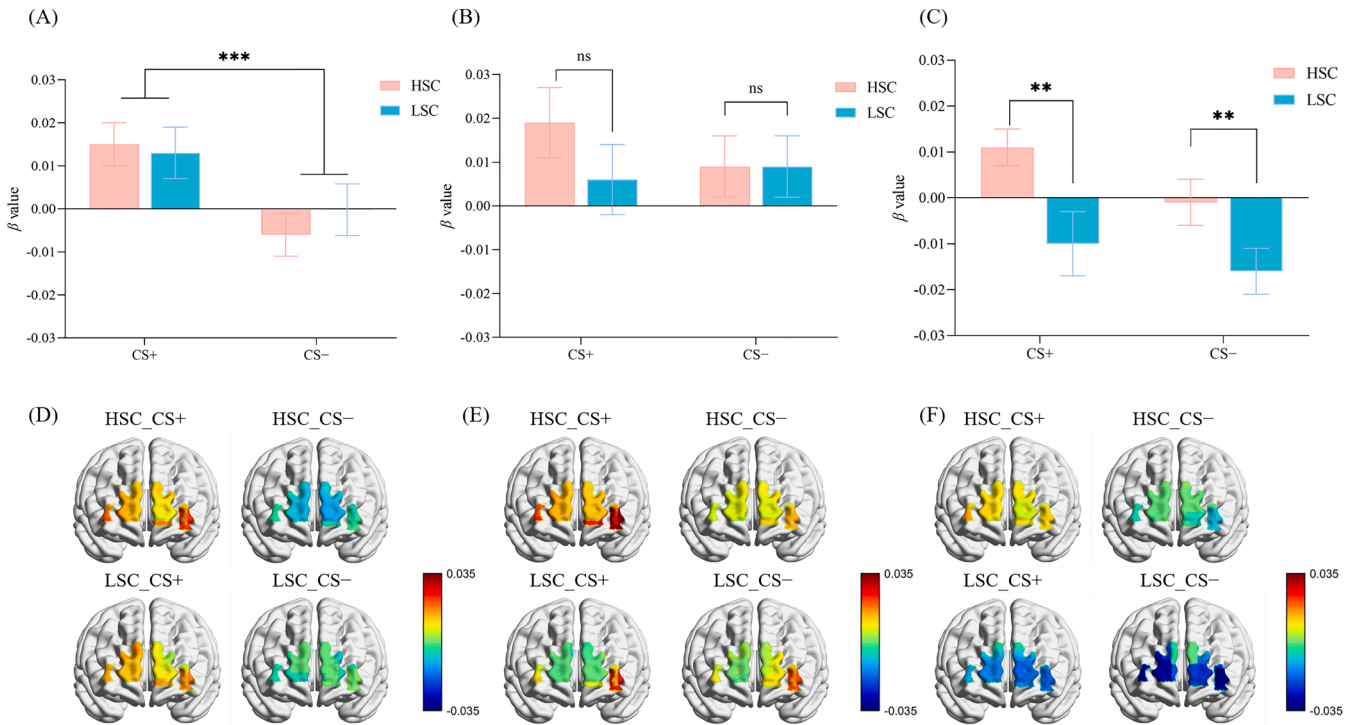 (A)
***
HSC
LSC
0.03
0.02
0.01
0.00
-0.01
-0.02
-0.03
β value
CS+
CS−
(B)
ns
ns
HSC
LSC
0.03
0.02
0.01
0.00
-0.01
-0.02
-0.03
β value
CS+
CS−
(C)
**
**
HSC
LSC
0.03
0.02
0.01
0.00
-0.01
-0.02
-0.03
β value
CS+
CS−
(D)
HSC_CS+
HSC_CS−
LSC_CS+
LSC_CS−
0.035
-0.035
(E)
HSC_CS+
HSC_CS−
LSC_CS+
LSC_CS−
0.035
-0.035
(F)
HSC_CS+
HSC_CS−
LSC_CS+
LSC_CS−
0.035
-0.035